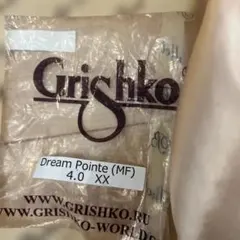 Grishko
Dream Pointe (MF)
4.0 XX
WWW.GRISHKO.RU